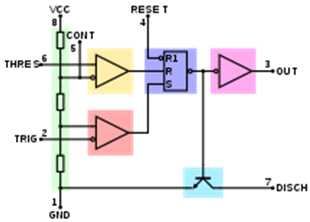 VCC
8
RESET
4
CONT
5
THRES
6
R1
R
S
3
OUT
TRIG
2
7
DISCH
1
GND